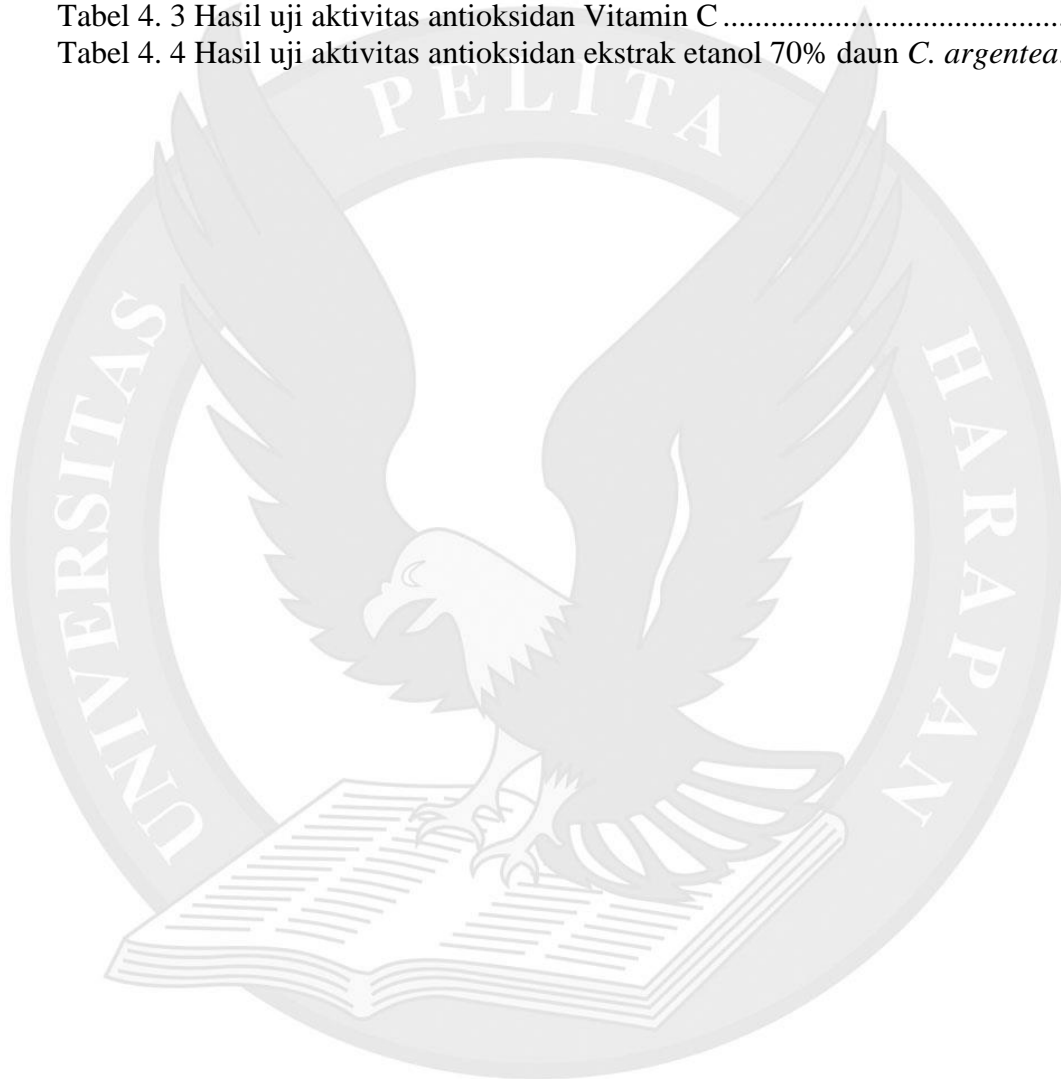 Tabel 4. 3 Hasil uji aktivitas antioksidan Vitamin C .........................................
Tabel 4. 4 Hasil uji aktivitas antioksidan ekstrak etanol 70% daun C. argentea.
UNIVERSITAS PELITA HARAPAN